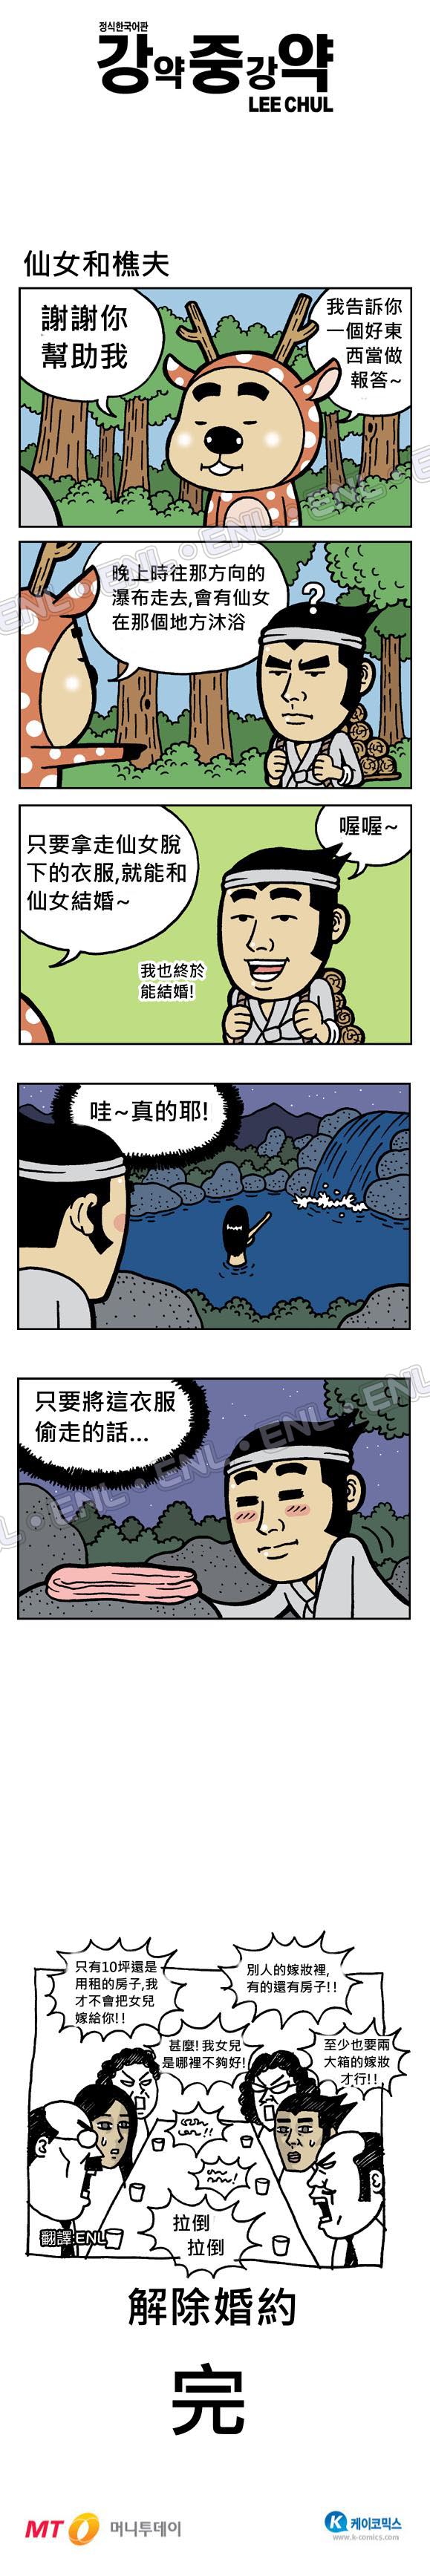 정식한국어판
강약중강약
LEE CHUL
仙女和樵夫
謝謝你
幫助我
我告訴你
一個好東
西當做
報答~
晚上時往那方向的
瀑布走去,會有仙女
在那個地方沐浴
?
喔喔~
只要拿走仙女脫
下的衣服,就能和
仙女結婚~
我也終於
能結婚!
哇~真的耶!
只要將這衣服
偷走的話...
只有10坪還是
用租的房子,我
才不會把女兒
嫁給你!!
別人的嫁妝裡,
有的還有房子!!
甚麼! 我女兒
是哪裡不夠好!
至少也要兩
大箱的嫁妝
才行!!
拉倒
拉倒
翻譯:ENL
解除婚約
完
MT 머니투데이
K 케이코믹스
www.k-comics.com
ENL·ENL·ENL·ENL
ENL·ENL·ENL·ENL